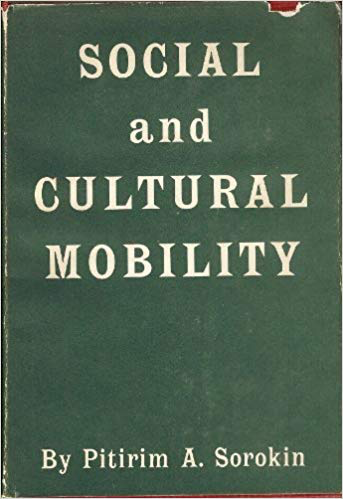 SOCIAL
and
CULTURAL
MOBILITY
By Pitirim A. Sorokin